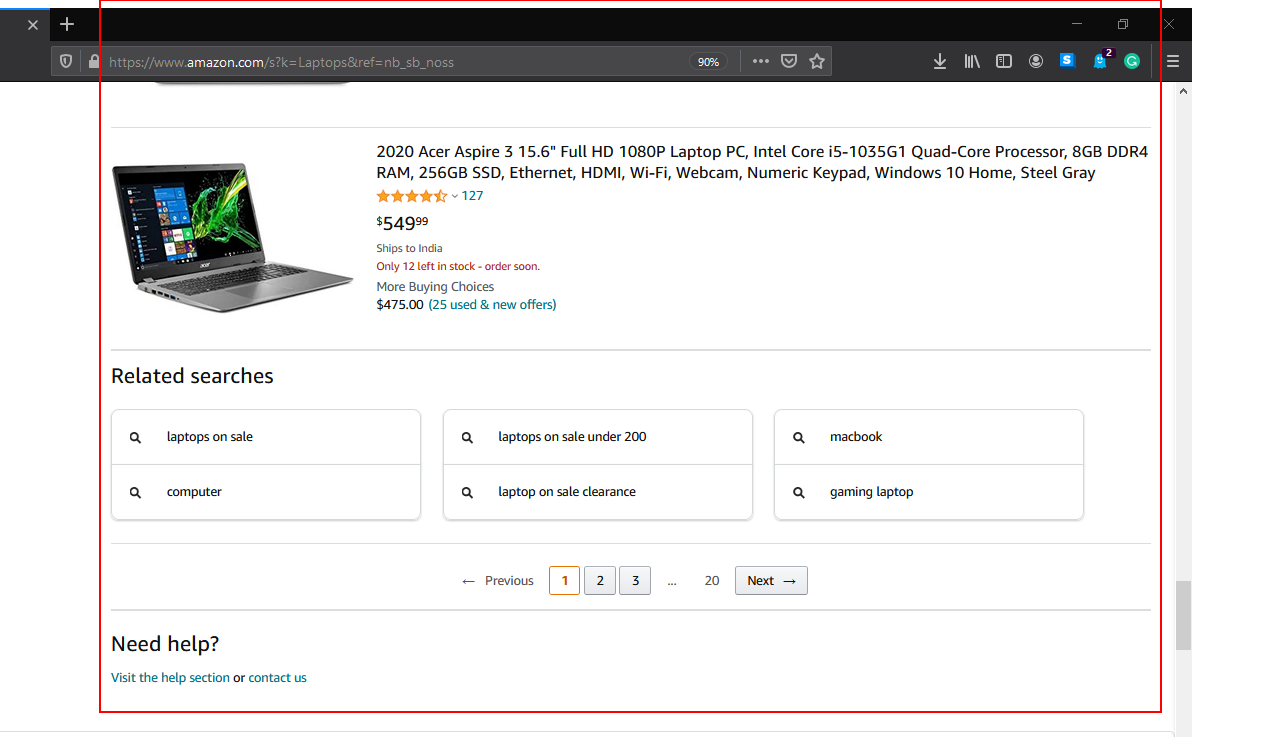 https://www.amazon.com/s?k=Laptops&ref=nb_sb_noss
90%
S
2
G
2020 Acer Aspire 3 15.6" Full HD 1080P Laptop PC, Intel Core i5-1035G1 Quad-Core Processor, 8GB DDR4
RAM, 256GB SSD, Ethernet, HDMI, Wi-Fi, Webcam, Numeric Keypad, Windows 10 Home, Steel Gray
127
$54999
Ships to India
Only 12 left in stock - order soon.
More Buying Choices
$475.00 (25 used & new offers)
acer
Related searches
laptops on sale
laptops on sale under 200
macbook
computer
laptop on sale clearance
gaming laptop
← Previous 1 2 3 ... 20 Next →
Need help?
Visit the help section or contact us